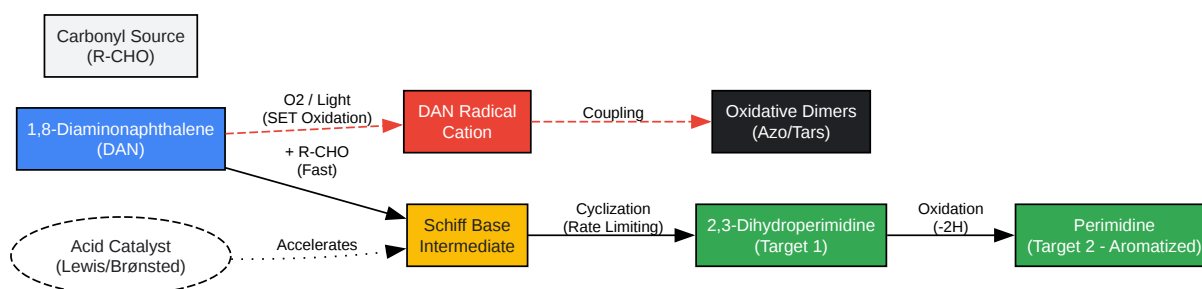 Carbonyl Source
(R-CHO)
1,8-Diaminonaphthalene
(DAN)
O2 / Light
(SET Oxidation)
DAN Radical
Cation
Coupling
Oxidative Dimers
(Azo/Tars)
+ R-CHO
(Fast)
Acid Catalyst
(Lewis/Brønsted)
Accelerates
Schiff Base
Intermediate
Cyclization
(Rate Limiting)
2,3-Dihydroperimidine
(Target 1)
Oxidation
(-2H)
Perimidine
(Target 2 - Aromatized)